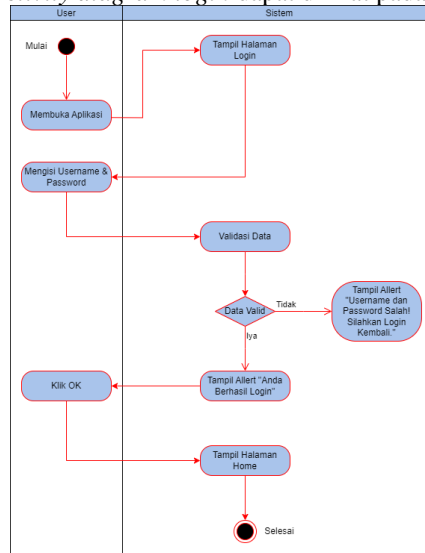 User
Sistem
Mulai
Tampil Halaman
Login
Membuka Aplikasi
Mengisi Username &
Password
Validasi Data
Data Valid
Tidak
Tampil Allert
"Username dan
Password Salah!
Silahkan Login
Kembali."
Iya
Tampil Allert "Anda
Berhasil Login"
Klik OK
Tampil Halaman
Home
Selesai